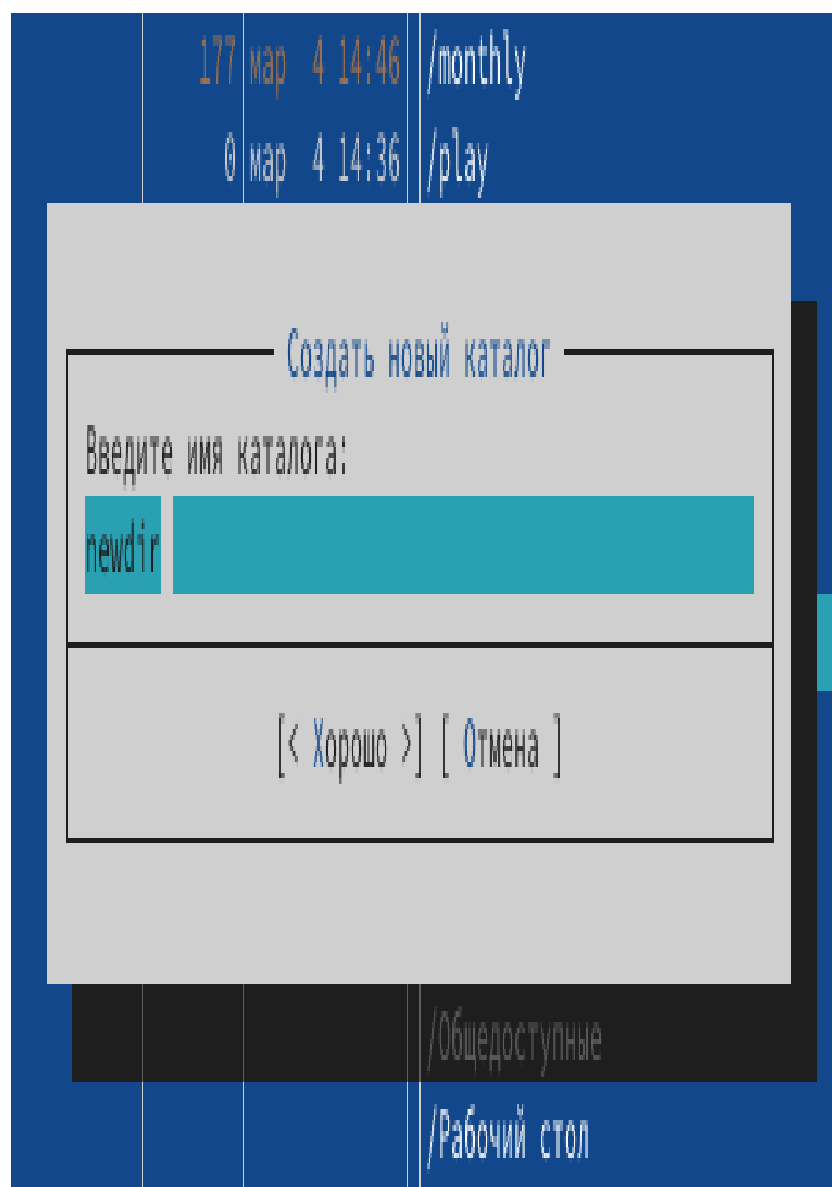 177 мар 4 14:46 /monthly
0 мар 4 14:36 /play
Создать новый каталог
Введите имя каталога:
newdir
[< Хорошо >] [ Отмена ]
/Общедоступные
/Рабочий стол